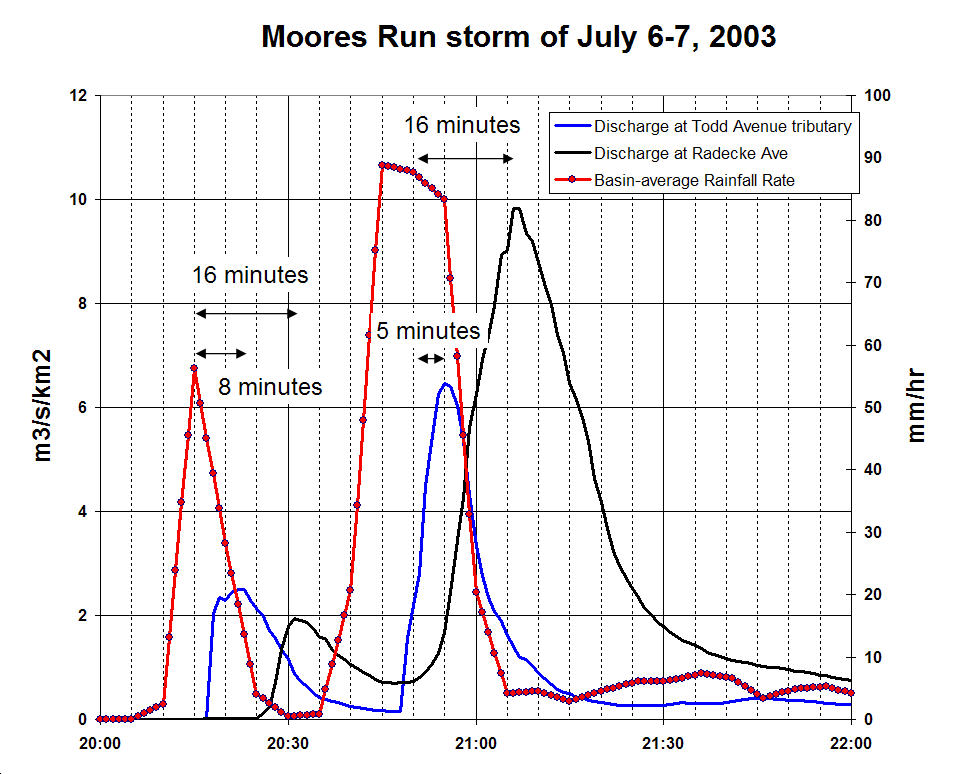 Moores Run storm of July 6-7, 2003
12
100
16 minutes
Discharge at Todd Avenue tributary
Discharge at Radecke Ave
Basin-average Rainfall Rate
90
10
80
16 minutes
70
8
5 minutes
60
8 minutes
m3/s/km2
mm/hr
6
50
40
4
30
20
2
10
0
0
20:00
20:30
21:00
21:30
22:00